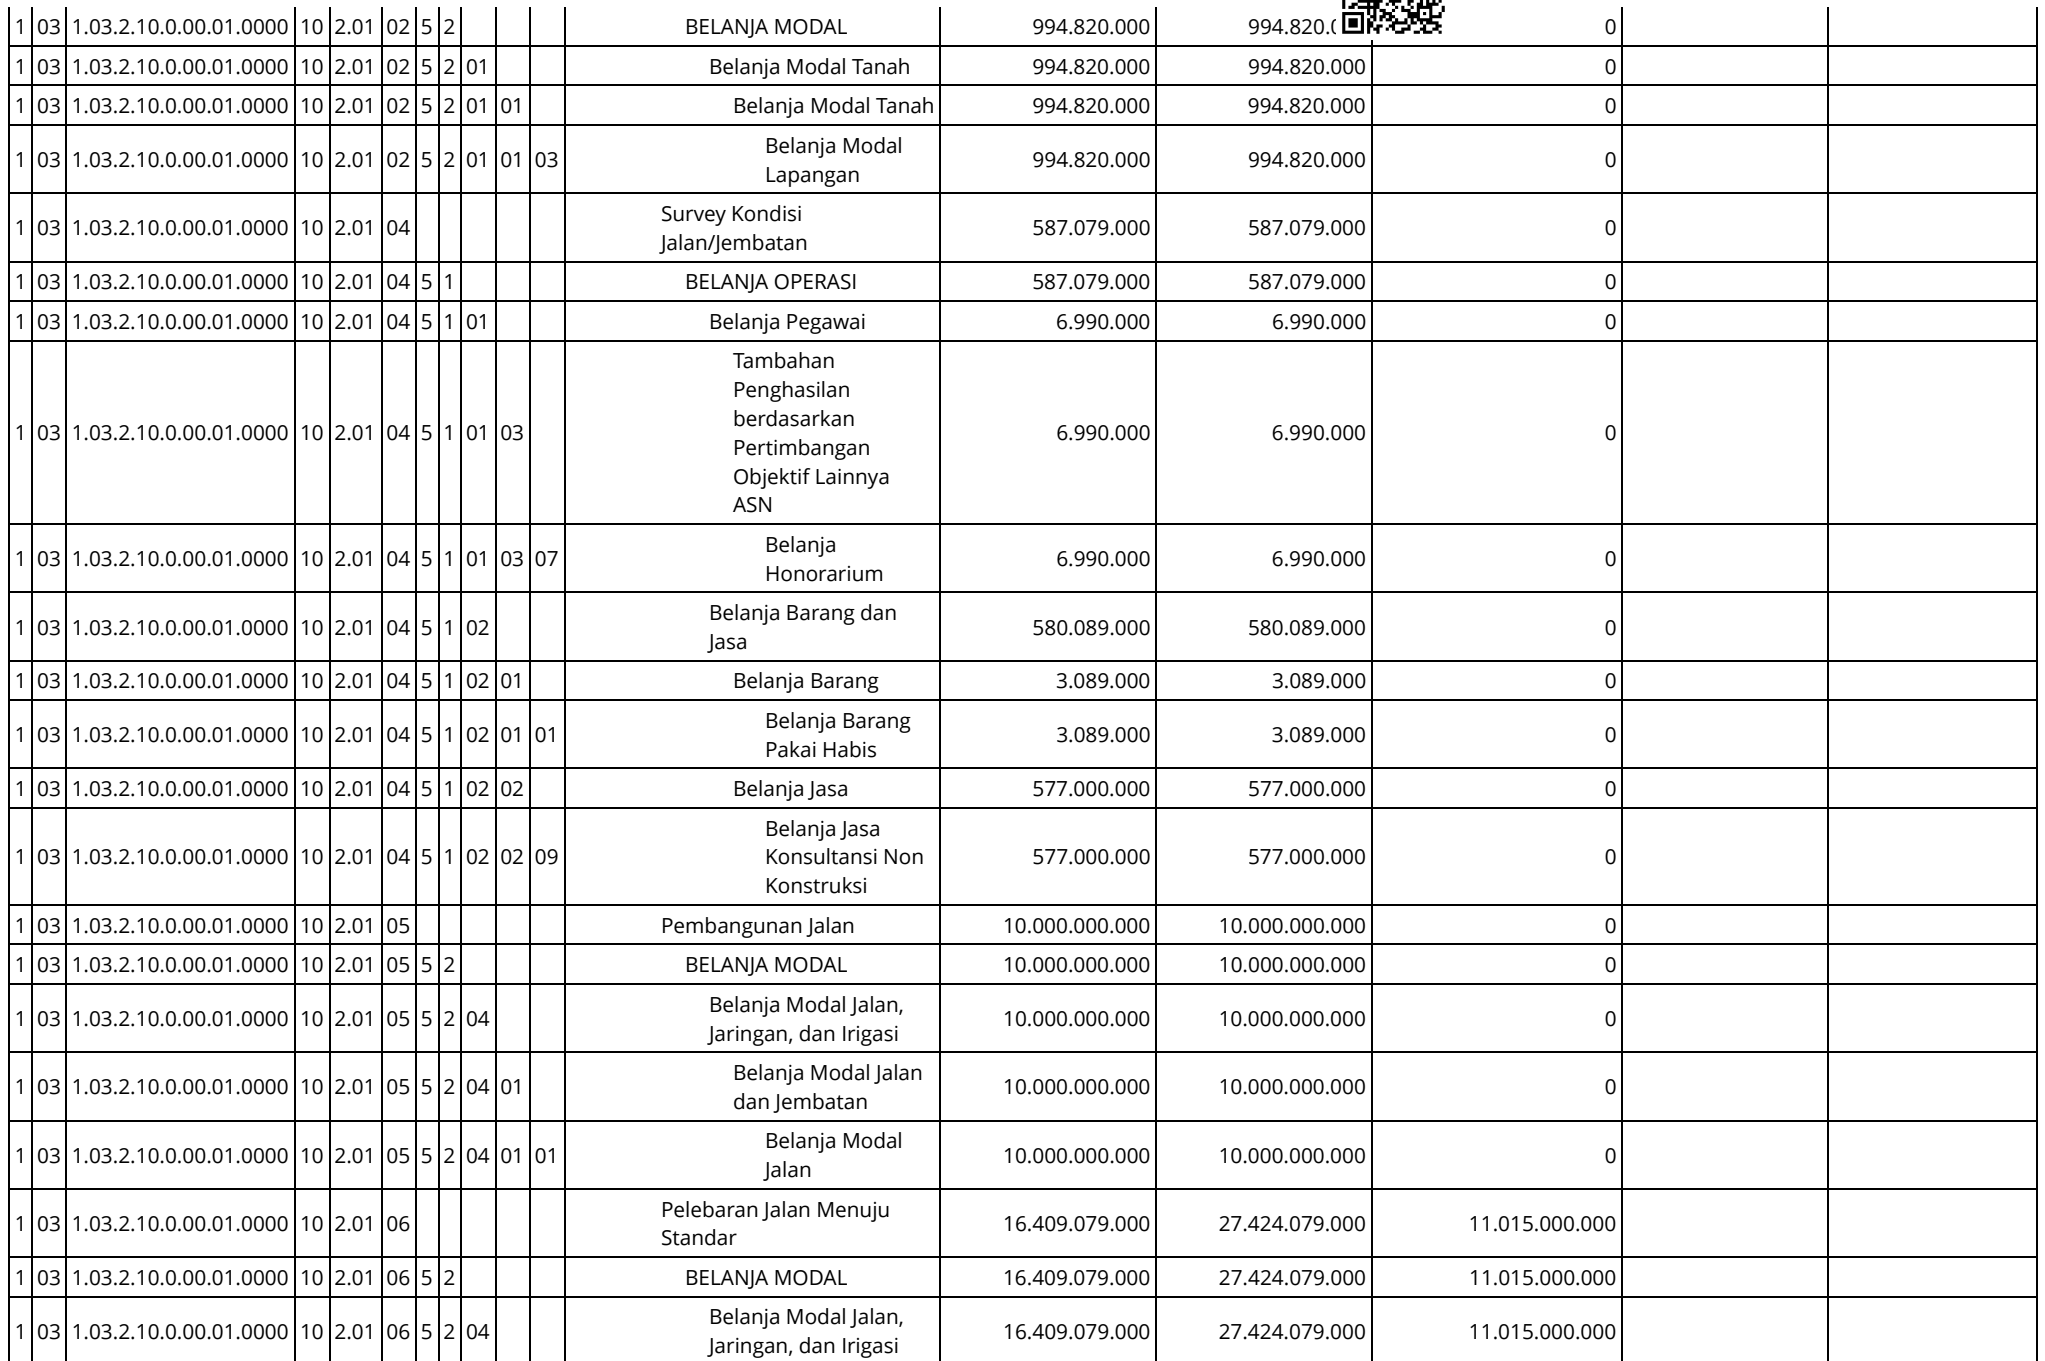 1 03 1.03.2.10.0.00.01.0000 10 2.01 02 5 2 BELANJA MODAL 994.820.000 994.820. 0
1 03 1.03.2.10.0.00.01.0000 10 2.01 02 5 2 01 Belanja Modal Tanah 994.820.000 994.820.000 0
1 03 1.03.2.10.0.00.01.0000 10 2.01 02 5 2 01 01 Belanja Modal Tanah 994.820.000 994.820.000 0
1 03 1.03.2.10.0.00.01.0000 10 2.01 02 5 2 01 01 03 Belanja Modal
Lapangan 994.820.000 994.820.000 0
1 03 1.03.2.10.0.00.01.0000 10 2.01 04 Survey Kondisi
Jalan/Jembatan 587.079.000 587.079.000 0
1 03 1.03.2.10.0.00.01.0000 10 2.01 04 5 1 BELANJA OPERASI 587.079.000 587.079.000 0
1 03 1.03.2.10.0.00.01.0000 10 2.01 04 5 1 01 Belanja Pegawai 6.990.000 6.990.000 0
1 03 1.03.2.10.0.00.01.0000 10 2.01 04 5 1 01 03 Tambahan
Penghasilan
berdasarkan
Pertimbangan
Objektif Lainnya
ASN 6.990.000 6.990.000 0
1 03 1.03.2.10.0.00.01.0000 10 2.01 04 5 1 01 03 07 Belanja
Honorarium 6.990.000 6.990.000 0
1 03 1.03.2.10.0.00.01.0000 10 2.01 04 5 1 02 Belanja Barang dan
Jasa 580.089.000 580.089.000 0
1 03 1.03.2.10.0.00.01.0000 10 2.01 04 5 1 02 01 Belanja Barang 3.089.000 3.089.000 0
1 03 1.03.2.10.0.00.01.0000 10 2.01 04 5 1 02 01 01 Belanja Barang
Pakai Habis 3.089.000 3.089.000 0
1 03 1.03.2.10.0.00.01.0000 10 2.01 04 5 1 02 02 Belanja Jasa 577.000.000 577.000.000 0
1 03 1.03.2.10.0.00.01.0000 10 2.01 04 5 1 02 02 09 Belanja Jasa
Konsultansi Non
Konstruksi 577.000.000 577.000.000 0
1 03 1.03.2.10.0.00.01.0000 10 2.01 05 Pembangunan Jalan 10.000.000.000 10.000.000.000 0
1 03 1.03.2.10.0.00.01.0000 10 2.01 05 5 2 BELANJA MODAL 10.000.000.000 10.000.000.000 0
1 03 1.03.2.10.0.00.01.0000 10 2.01 05 5 2 04 Belanja Modal Jalan,
Jaringan, dan Irigasi 10.000.000.000 10.000.000.000 0
1 03 1.03.2.10.0.00.01.0000 10 2.01 05 5 2 04 01 Belanja Modal Jalan
dan Jembatan 10.000.000.000 10.000.000.000 0
1 03 1.03.2.10.0.00.01.0000 10 2.01 05 5 2 04 01 01 Belanja Modal
Jalan 10.000.000.000 10.000.000.000 0
1 03 1.03.2.10.0.00.01.0000 10 2.01 06 Pelebaran Jalan Menuju
Standar 16.409.079.000 27.424.079.000 11.015.000.000
1 03 1.03.2.10.0.00.01.0000 10 2.01 06 5 2 BELANJA MODAL 16.409.079.000 27.424.079.000 11.015.000.000
1 03 1.03.2.10.0.00.01.0000 10 2.01 06 5 2 04 Belanja Modal Jalan,
Jaringan, dan Irigasi 16.409.079.000 27.424.079.000 11.015.000.000